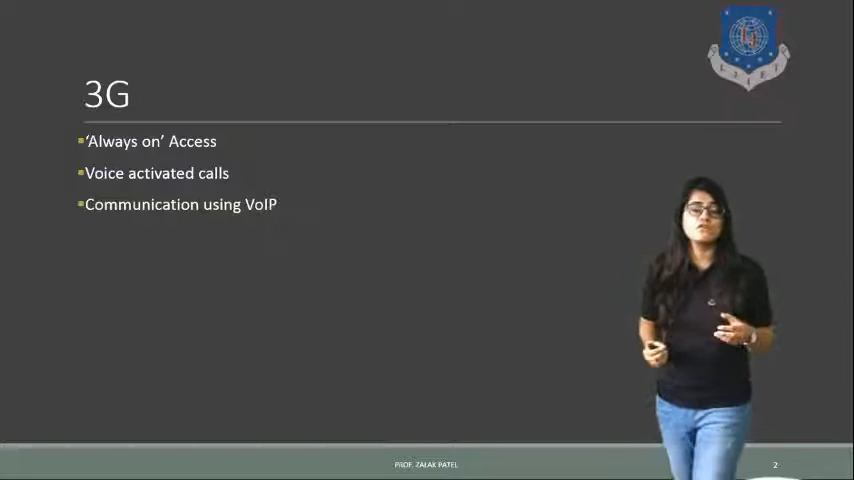 3G
‘Always on’ Access
Voice activated calls
Communication using VoIP
PROF. ZALAK PATEL
2